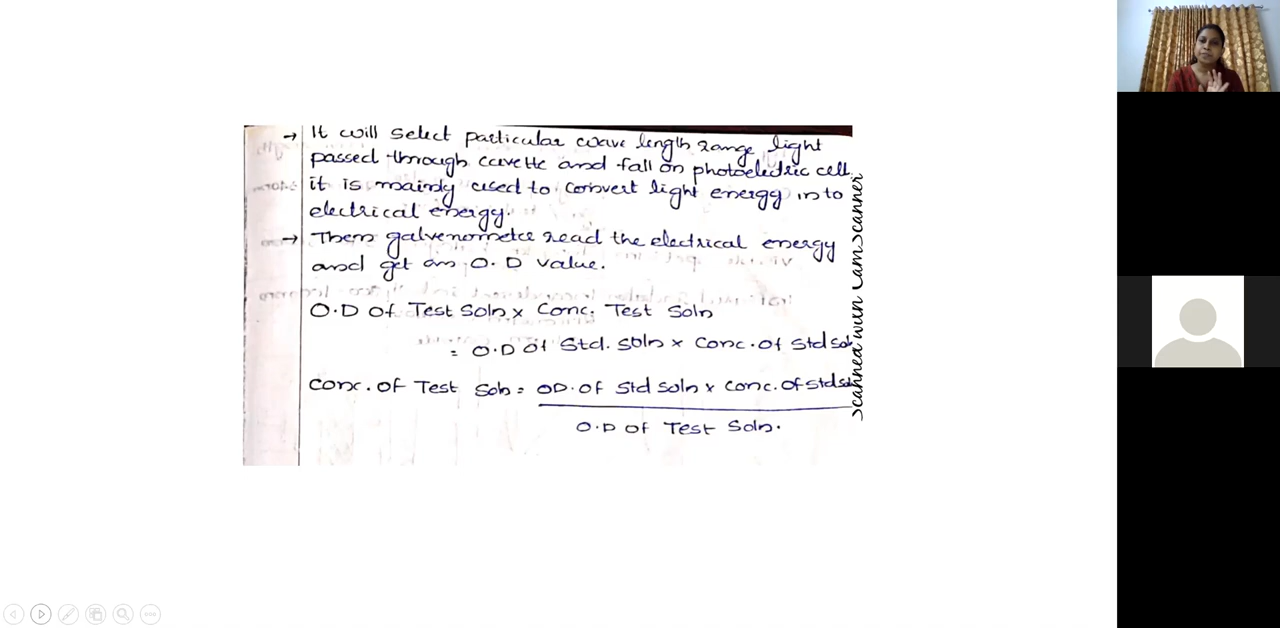 → It will select particular wave length range light
passed through cuvette and fall on photoelectric cell.
it is mainly used to convert light energy into
electrical energy.
→ Then galvenometer read the electrical energy
and get an O.D value.
O.D of Test Soln x Conc. Test Soln
= O.D of Std. Soln x Conc. of Std Soln
Conc. of Test Soln = OD. of Std Soln x Conc. of Std Soln
O.D of Test Soln.
Scanned with CamScanner